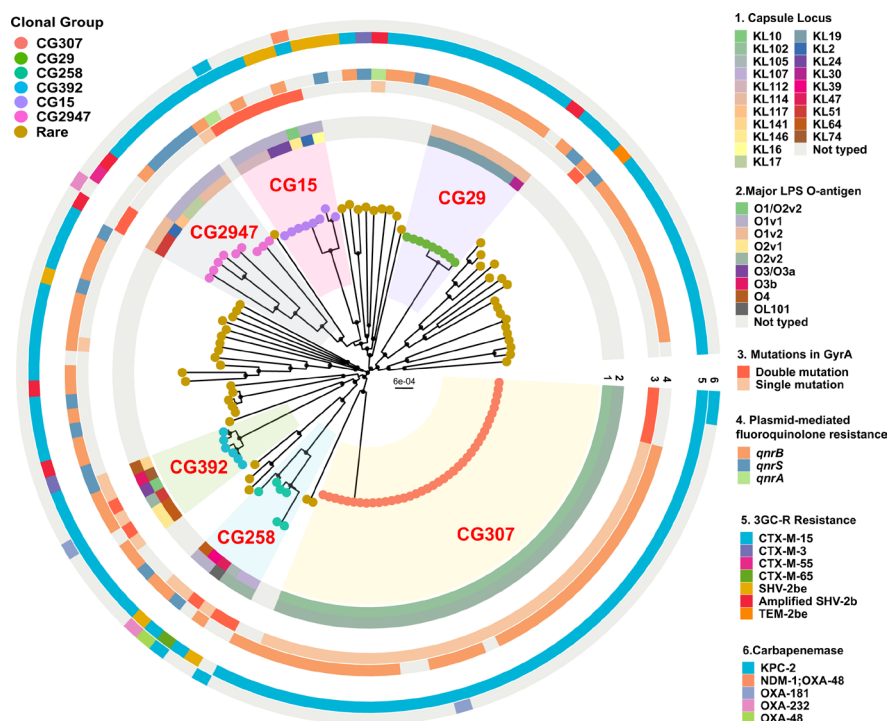 Clonal Group
CG307
CG29
CG258
CG392
CG15
CG2947
Rare
CG15
CG29
CG2947
CG392
CG258
CG307
6e-04
1
2
3
4
5
6
1. Capsule Locus
KL10
KL102
KL105
KL107
KL112
KL114
KL117
KL141
KL146
KL16
KL17
KL19
KL2
KL24
KL30
KL39
KL47
KL51
KL64
KL74
Not typed
2.Major LPS O-antigen
O1/O2v2
O1v1
O1v2
O2v1
O2v2
O3/O3a
O3b
O4
OL101
Not typed
3. Mutations in GyrA
Double mutation
Single mutation
4. Plasmid-mediated
fluoroquinolone resistance
qnrB
qnrS
qnrA
5. 3GC-R Resistance
CTX-M-15
CTX-M-3
CTX-M-55
CTX-M-65
SHV-2be
Amplified SHV-2b
TEM-2be
6.Carbapenemase
KPC-2
NDM-1;OXA-48
OXA-181
OXA-232
OXA-48